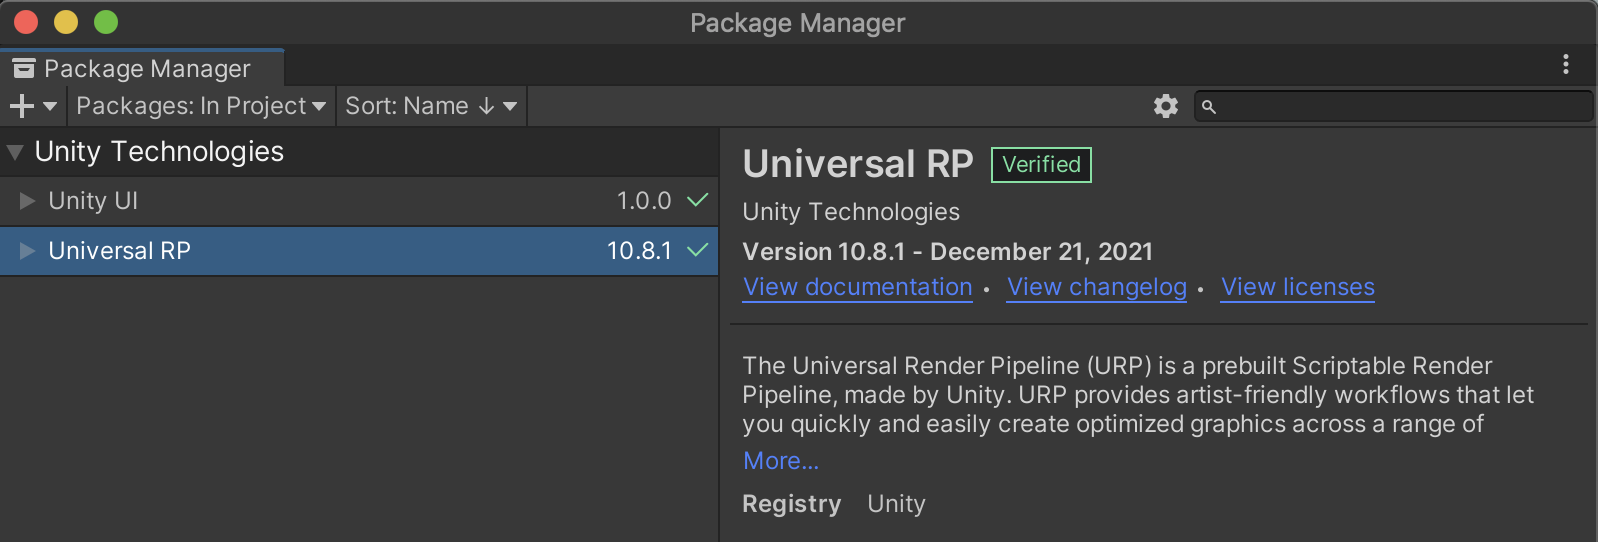 Package Manager
Package Manager
Packages: In Project
Sort: Name ↓
Unity Technologies
Unity UI 1.0.0
Universal RP 10.8.1
Universal RP Verified
Unity Technologies
Version 10.8.1 - December 21, 2021
View documentation • View changelog • View licenses
The Universal Render Pipeline (URP) is a prebuilt Scriptable Render
Pipeline, made by Unity. URP provides artist-friendly workflows that let
you quickly and easily create optimized graphics across a range of
More...
Registry Unity